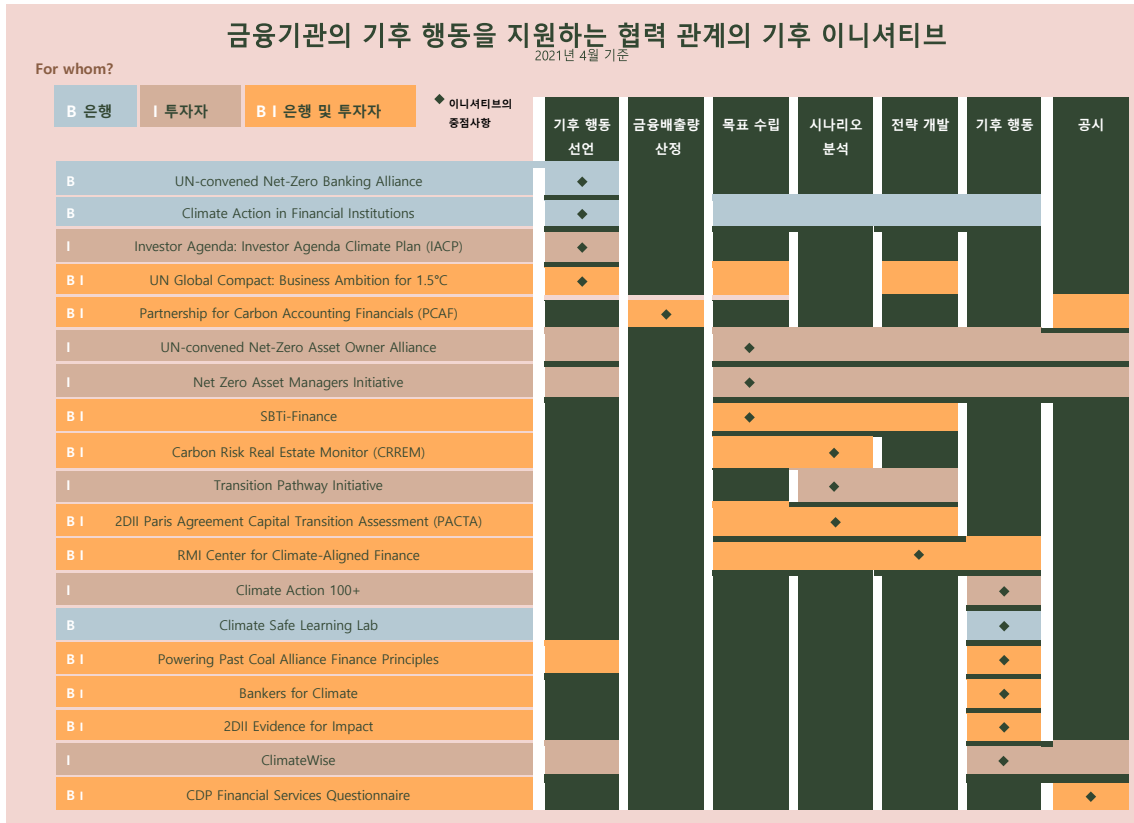 금융기관의 기후 행동을 지원하는 협력 관계의 기후 이니셔티브
2021년 4월 기준
For whom?
B 은행
I 투자자
B I 은행 및 투자자
◆ 이니셔티브의
중점사항
기후 행동
선언
금융배출량
산정
목표 수립
시나리오
분석
전략 개발
기후 행동
공시
B UN-convened Net-Zero Banking Alliance
B Climate Action in Financial Institutions
I Investor Agenda: Investor Agenda Climate Plan (IACP)
B I UN Global Compact: Business Ambition for 1.5°C
B I Partnership for Carbon Accounting Financials (PCAF)
I UN-convened Net-Zero Asset Owner Alliance
I Net Zero Asset Managers Initiative
B I SBTi-Finance
B I Carbon Risk Real Estate Monitor (CRREM)
I Transition Pathway Initiative
B I 2DII Paris Agreement Capital Transition Assessment (PACTA)
B I RMI Center for Climate-Aligned Finance
I Climate Action 100+
B Climate Safe Learning Lab
B I Powering Past Coal Alliance Finance Principles
B I Bankers for Climate
B I 2DII Evidence for Impact
I ClimateWise
B I CDP Financial Services Questionnaire